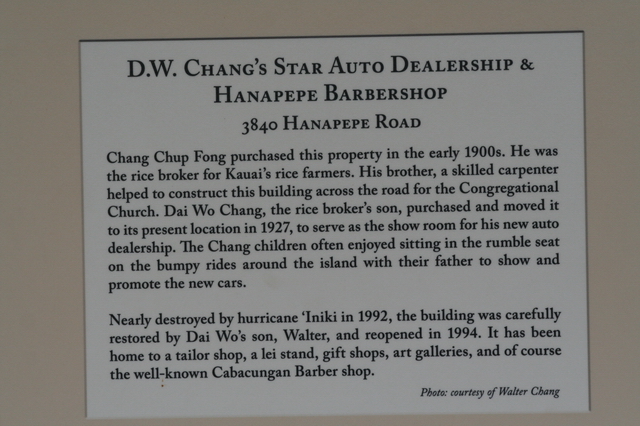 D.W. Chang's Star Auto Dealership &
Hanapepe Barbershop
3840 Hanapepe Road
Chang Chup Fong purchased this property in the early 1900s. He was
the rice broker for Kauai's rice farmers. His brother, a skilled carpenter
helped to construct this building across the road for the Congregational
Church. Dai Wo Chang, the rice broker's son, purchased and moved it
to its present location in 1927, to serve as the show room for his new auto
dealership. The Chang children often enjoyed sitting in the rumble seat
on the bumpy rides around the island with their father to show and
promote the new cars.
Nearly destroyed by hurricane 'Iniki in 1992, the building was carefully
restored by Dai Wo's son, Walter, and reopened in 1994. It has been
home to a tailor shop, a lei stand, gift shops, art galleries, and of course
the well-known Cabacungan Barber shop.
Photo: courtesy of Walter Chang